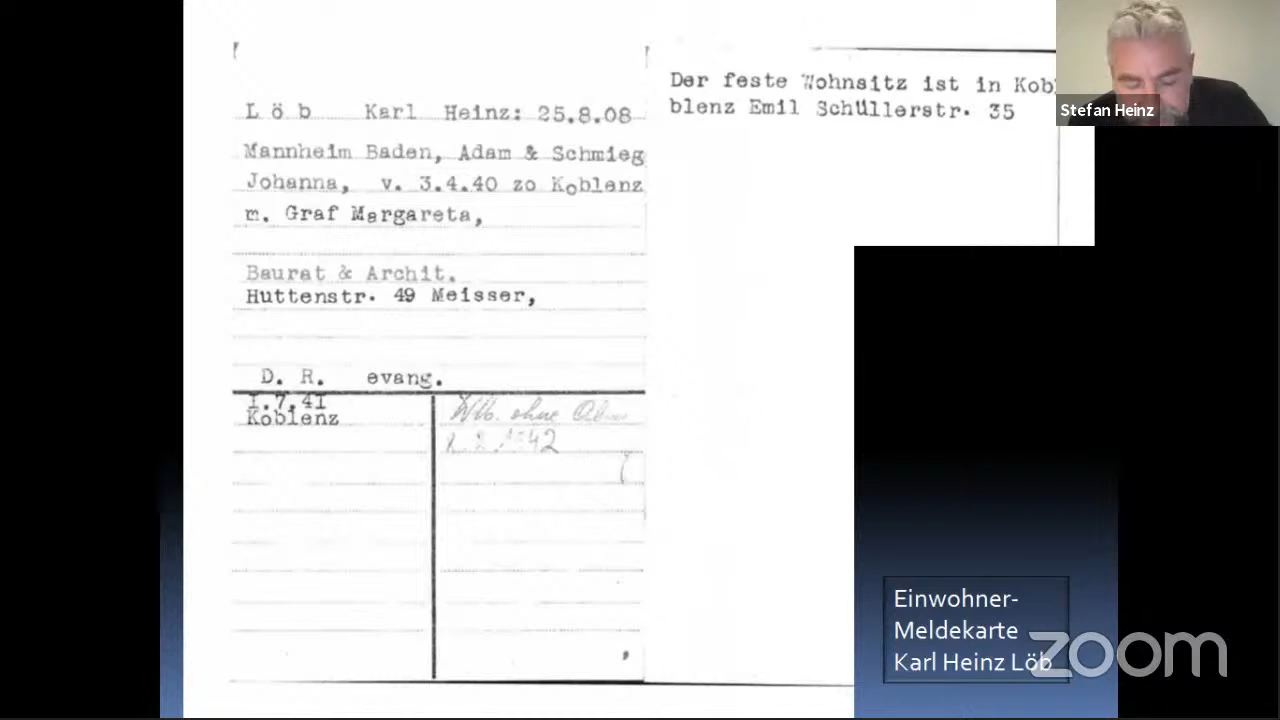 L ö b Karl Heinz: 25.8.08
Mannheim Baden, Adam & Schmieg
Johanna, v. 3.4.40 zo Koblenz
m. Graf Margareta,
Baurat & Archit.
Huttenstr. 49 Meisser,
D. R. evang.
1.7.41
Koblenz
ohne
1942
Der feste Wohnsitz ist in Kob
blenz Emil Schüllerstr. 35
Stefan Heinz
Einwohner-
Meldekarte
Karl Heinz Löb
zoom